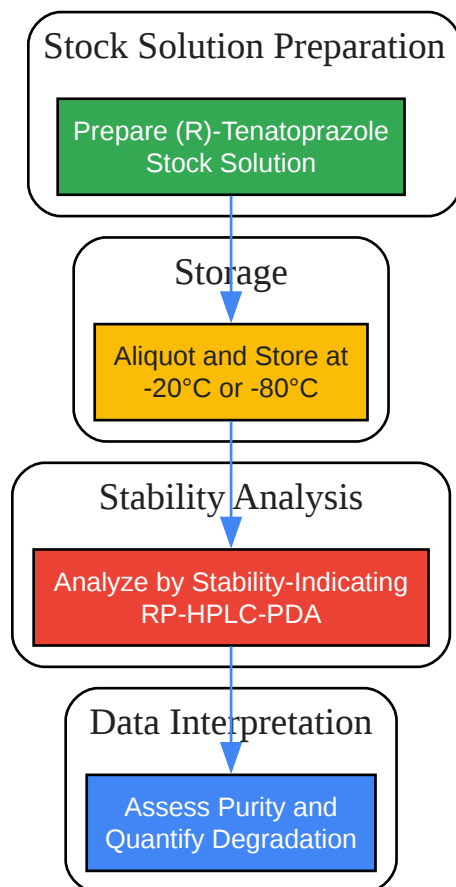 Stock Solution Preparation
Prepare (R)-Tenatoprazole
Stock Solution
Storage
Aliquot and Store at
-20°C or -80°C
Stability Analysis
Analyze by Stability-Indicating
RP-HPLC-PDA
Data Interpretation
Assess Purity and
Quantify Degradation